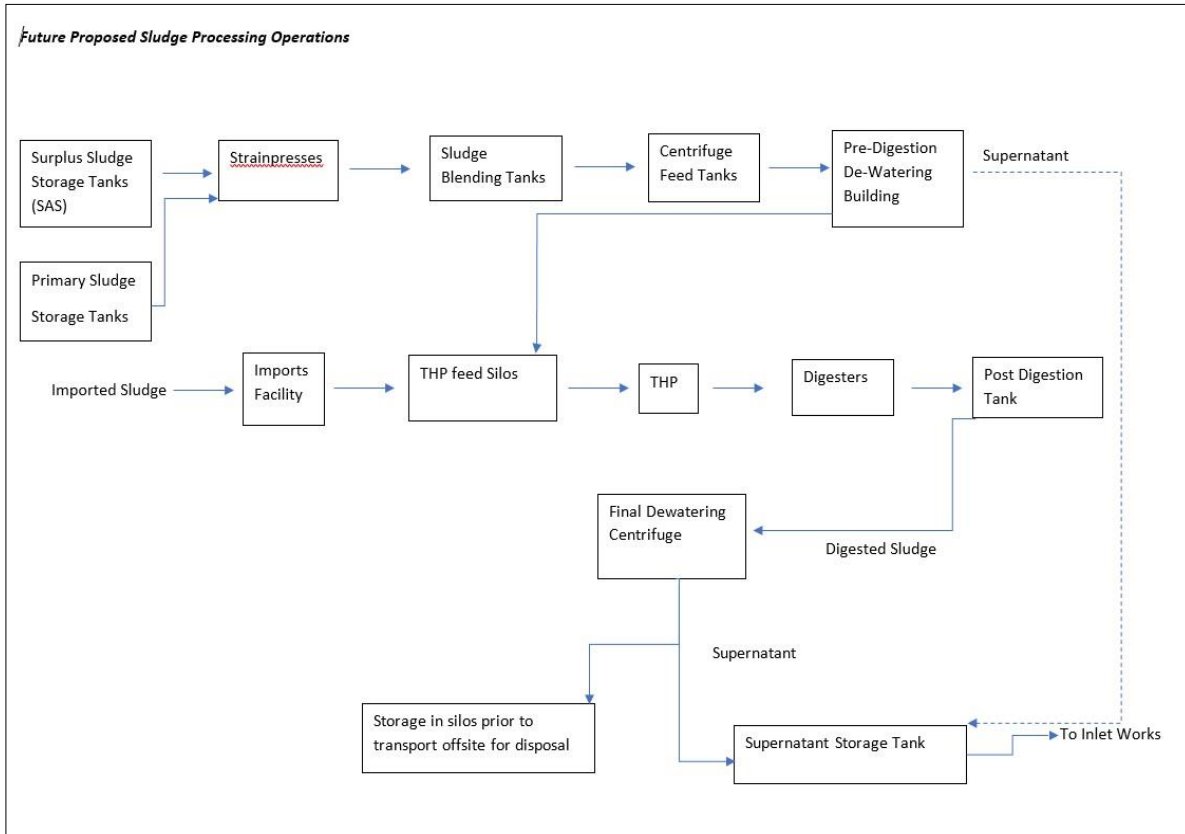 Future Proposed Sludge Processing Operations
Surplus Sludge
Storage Tanks
(SAS)
Strainpresses
Sludge
Blending Tanks
Centrifuge
Feed Tanks
Pre-Digestion
De-Watering
Building
Supernatant
Primary Sludge
Storage Tanks
Imported Sludge
Imports
Facility
THP feed Silos
THP
Digesters
Post Digestion
Tank
Final Dewatering
Centrifuge
Digested Sludge
Supernatant
Storage in silos prior to
transport offsite for disposal
Supernatant Storage Tank
To Inlet Works